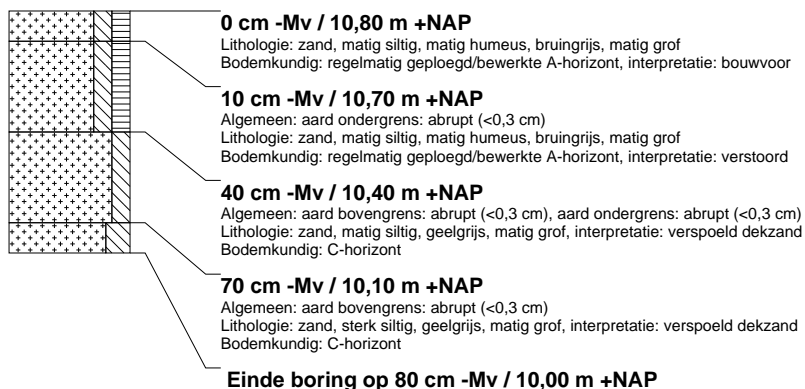 0 cm -Mv / 10,80 m +NAP
Lithologie: zand, matig siltig, matig humeus, bruingrijs, matig grof
Bodemkundig: regelmatig geploegd/bewerkte A-horizont, interpretatie: bouwvoor
10 cm -Mv / 10,70 m +NAP
Algemeen: aard ondergrens: abrupt (<0,3 cm)
Lithologie: zand, matig siltig, matig humeus, bruingrijs, matig grof
Bodemkundig: regelmatig geploegd/bewerkte A-horizont, interpretatie: verstoord
40 cm -Mv / 10,40 m +NAP
Algemeen: aard bovengrens: abrupt (<0,3 cm), aard ondergrens: abrupt (<0,3 cm)
Lithologie: zand, matig siltig, geelgrijs, matig grof, interpretatie: verspoeld dekzand
Bodemkundig: C-horizont
70 cm -Mv / 10,10 m +NAP
Algemeen: aard bovengrens: abrupt (<0,3 cm)
Lithologie: zand, sterk siltig, geelgrijs, matig grof, interpretatie: verspoeld dekzand
Bodemkundig: C-horizont
Einde boring op 80 cm -Mv / 10,00 m +NAP